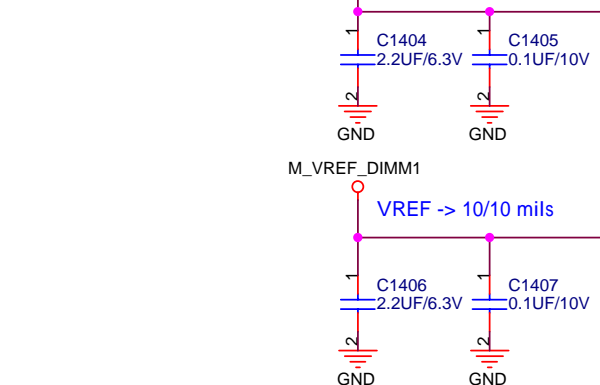 1
1
C1404
C1405
2.2UF/6.3V
0.1UF/10V
2
2
GND
GND
M_VREF_DIMM1
VREF -> 10/10 mils
1
1
C1406
C1407
2.2UF/6.3V
0.1UF/10V
2
2
GND
GND